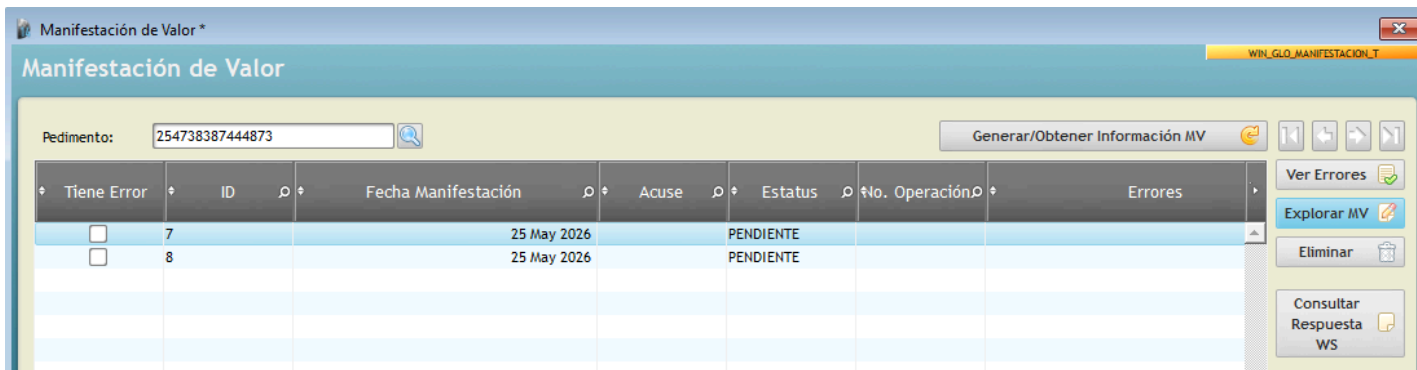 Manifestación de Valor *
Manifestación de Valor
WIN_GLO_MANIFESTACION_T
Pedimento: 254738387444873
Generar/Obtener Información MV
Tiene Error ID Fecha Manifestación Acuse Estatus No. Operación Errores
7 25 May 2026 PENDIENTE
8 25 May 2026 PENDIENTE
Ver Errores
Explorar MV
Eliminar
Consultar
Respuesta
WS